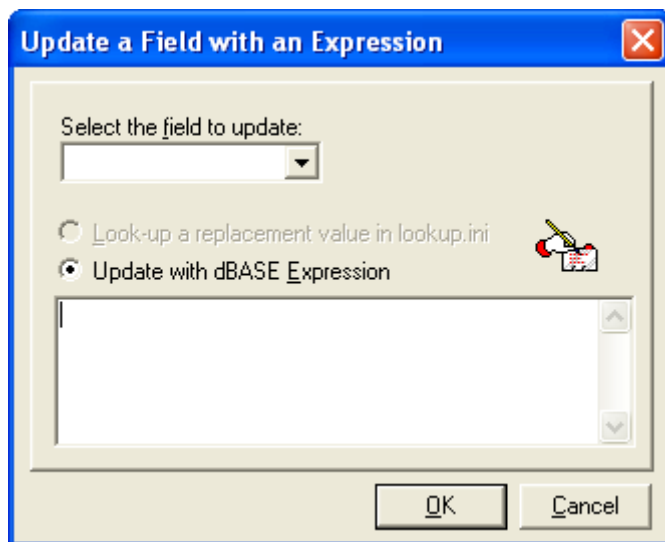 Update a Field with an Expression
Select the field to update:
Look-up a replacement value in lookup.ini
Update with dBASE Expression
OK
Cancel